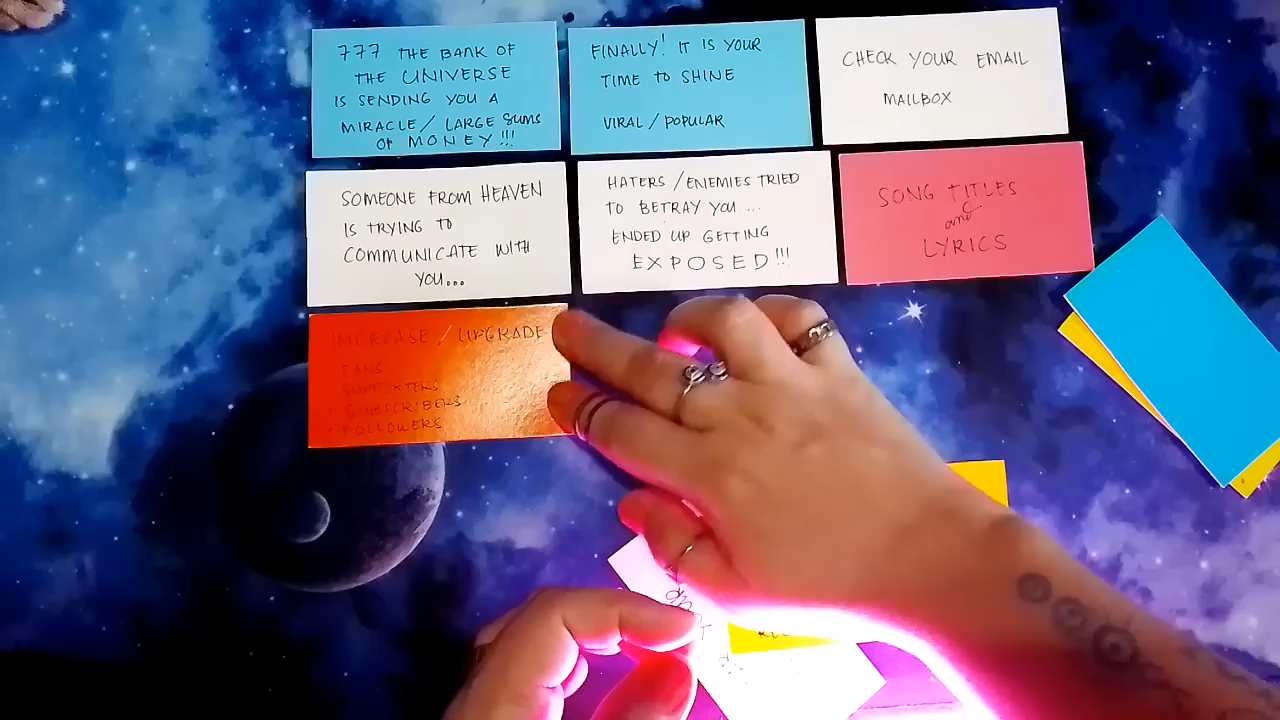 777 THE BANK OF
THE UNIVERSE
IS SENDING YOU A
MIRACLE/ LARGE SUMS
OF MONEY!!!
FINALLY! IT IS YOUR
TIME TO SHINE
VIRAL/POPULAR
CHECK YOUR EMAIL
MAILBOX
SOMEONE FROM HEAVEN
IS TRYING TO
COMMUNICATE WITH
YOU...
HATERS/ENEMIES TRIED
TO BETRAY YOU ...
ENDED UP GETTING
EXPOSED!!!
SONG TITLES
and
LYRICS
INCREASE / UPGRADE
· FANS
· SUPPORTERS
· SUBSCRIBERS
· FOLLOWERS